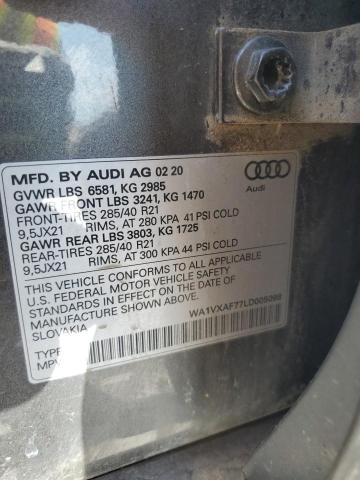 MFD. BY AUDI AG 02 20
GVWR LBS 6581, KG 2985
GAWR FRONT LBS 3241, KG 1470
FRONT-TIRES 285/40 R21
9,5JX21 RIMS, AT 280 KPA 41 PSI COLD
GAWR REAR LBS 3803, KG 1725
REAR-TIRES 285/40 R21
9,5JX21 RIMS, AT 300 KPA 44 PSI COLD
THIS VEHICLE CONFORMS TO ALL APPLICABLE
U.S. FEDERAL MOTOR VEHICLE SAFETY
STANDARDS IN EFFECT ON THE DATE OF
MANUFACTURE SHOWN ABOVE.
SLOVAKIA
TYPE
MPV
Audi
WA1VXAF77LD005098